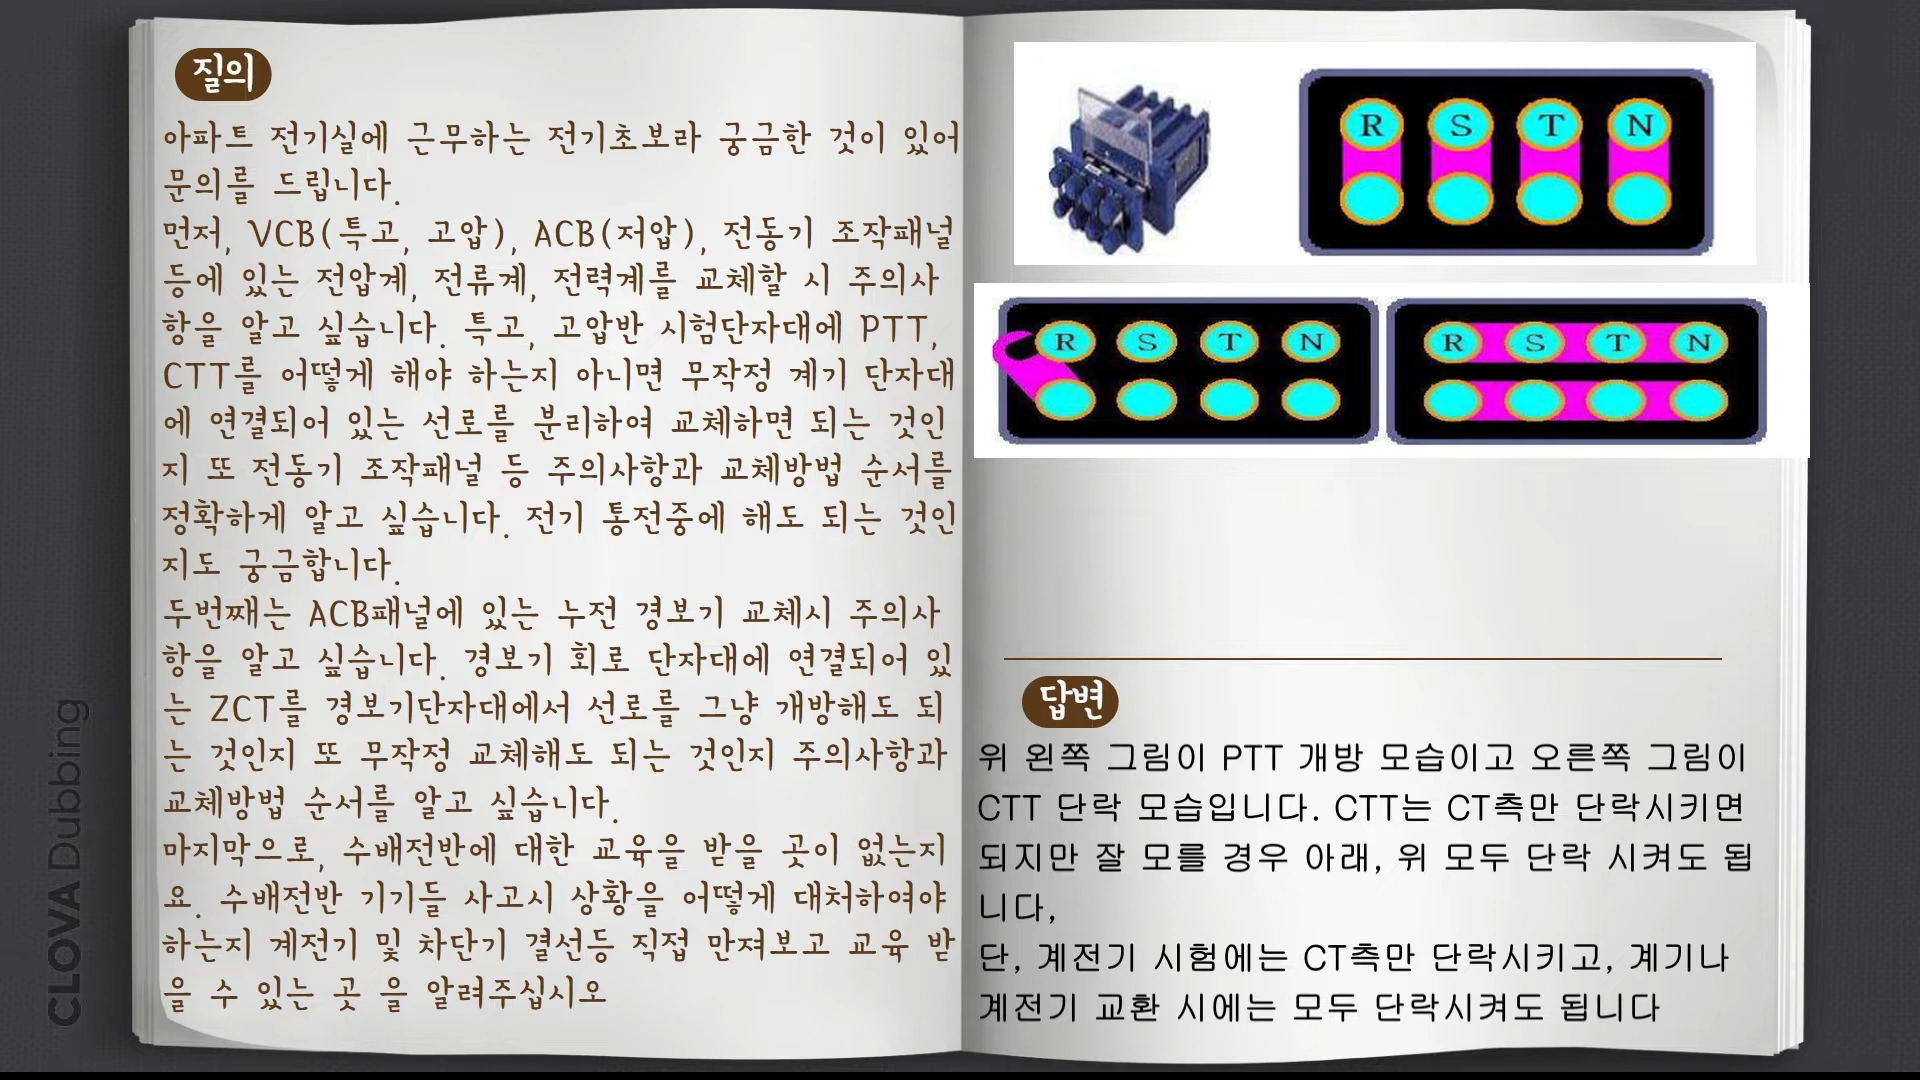 질의
아파트 전기실에 근무하는 전기초보라 궁금한 것이 있어
문의를 드립니다.
먼저, VCB(특고, 고압), ACB(저압), 전동기 조작패널
등에 있는 전압계, 전류계, 전력계를 교체할 시 주의사
항을 알고 싶습니다. 특고, 고압반 시험단자대에 PTT,
CTT를 어떻게 해야 하는지 아니면 무작정 계기 단자대
에 연결되어 있는 선로를 분리하여 교체하면 되는 것인
지 또 전동기 조작패널 등 주의사항과 교체방법 순서를
정확하게 알고 싶습니다. 전기 통전중에 해도 되는 것인
지도 궁금합니다.
두번째는 ACB패널에 있는 누전 경보기 교체시 주의사
항을 알고 싶습니다. 경보기 회로 단자대에 연결되어 있
는 ZCT를 경보기단자대에서 선로를 그냥 개방해도 되
는 것인지 또 무작정 교체해도 되는 것인지 주의사항과
교체방법 순서를 알고 싶습니다.
마지막으로, 수배전반에 대한 교육을 받을 곳이 없는지
요. 수배전반 기기들 사고시 상황을 어떻게 대처하여야
하는지 계전기 및 차단기 결선등 직접 만져보고 교육 받
을 수 있는 곳 을 알려주십시오
R S T N
R S T N
R S T N
답변
위 왼쪽 그림이 PTT 개방 모습이고 오른쪽 그림이
CTT 단락 모습입니다. CTT는 CT측만 단락시키면
되지만 잘 모를 경우 아래, 위 모두 단락 시켜도 됩
니다,
단, 계전기 시험에는 CT측만 단락시키고, 계기나
계전기 교환 시에는 모두 단락시켜도 됩니다
CLOVA Dubbing